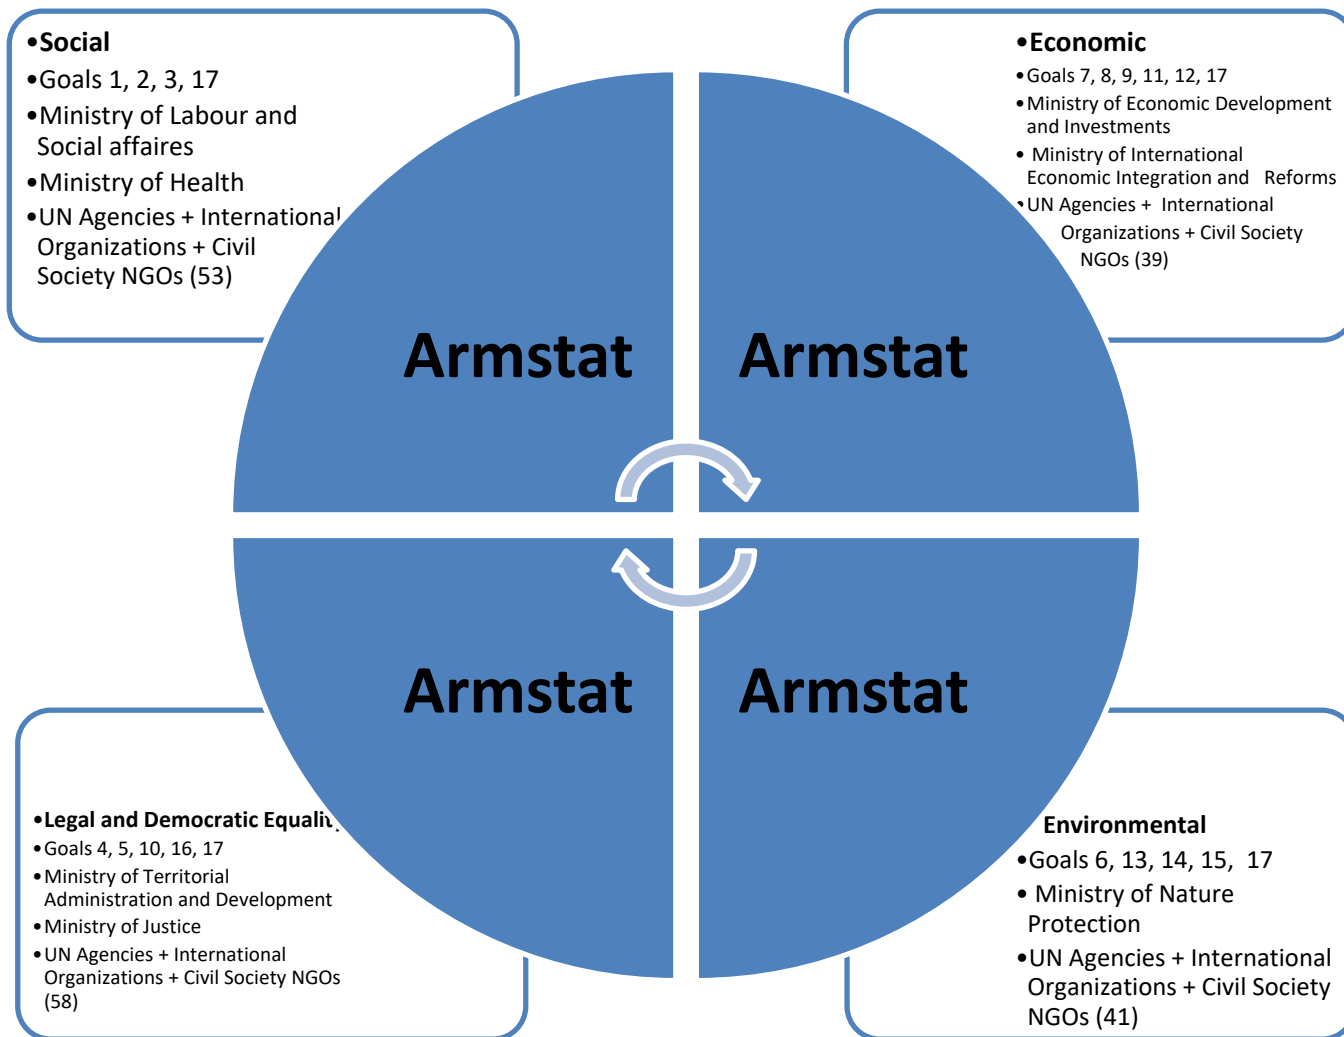 •Social
•Goals 1, 2, 3, 17
•Ministry of Labour and
Social affaires
•Ministry of Health
•UN Agencies + International
Organizations + Civil
Society NGOs (53)
•Economic
•Goals 7, 8, 9, 11, 12, 17
•Ministry of Economic Development
and Investments
• Ministry of International
Economic Integration and Reforms
•UN Agencies + International
Organizations + Civil Society
NGOs (39)
Armstat
Armstat
Armstat
Armstat
•Legal and Democratic Equality
•Goals 4, 5, 10, 16, 17
•Ministry of Territorial
Administration and Development
•Ministry of Justice
•UN Agencies + International
Organizations + Civil Society NGOs
(58)
Environmental
•Goals 6, 13, 14, 15, 17
• Ministry of Nature
Protection
•UN Agencies + International
Organizations + Civil Society
NGOs (41)